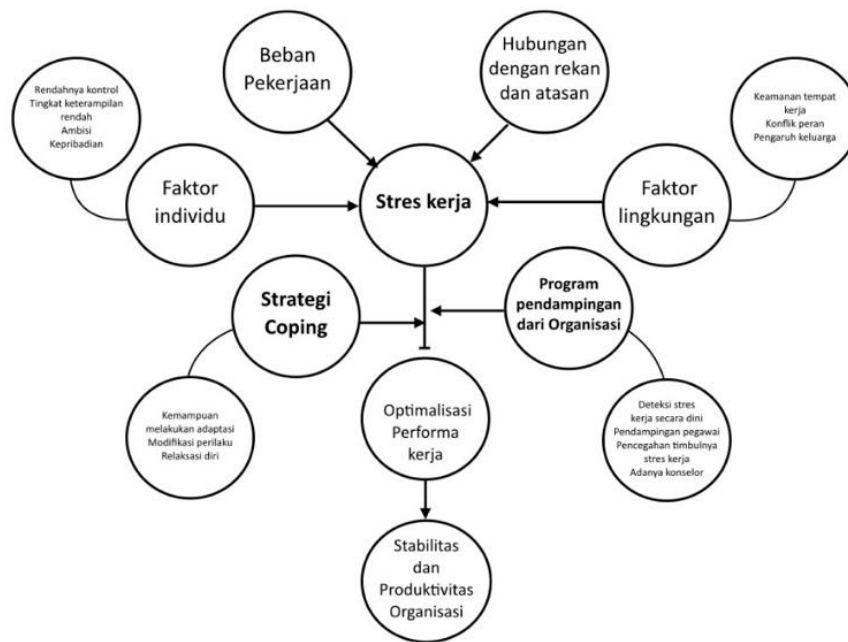 Beban
Pekerjaan
Hubungan
dengan rekan
dan atasan
Rendahnya kontrol
Tingkat keterampilan
rendah
Ambisi
Kepribadian
Keamanan tempat
kerja
Konflik peran
Pengaruh keluarga
Faktor
individu
Stres kerja
Faktor
lingkungan
Strategi
Coping
Program
pendampingan
dari Organisasi
Kemampuan
melakukan adaptasi
Modifikasi perilaku
Relaksasi diri
Optimalisasi
Performa
kerja
Deteksi stres
kerja secara dini
Pendampingan pegawai
Pencegahan timbulnya
stres kerja
Adanya konselor
Stabilitas
dan
Produktivitas
Organisasi